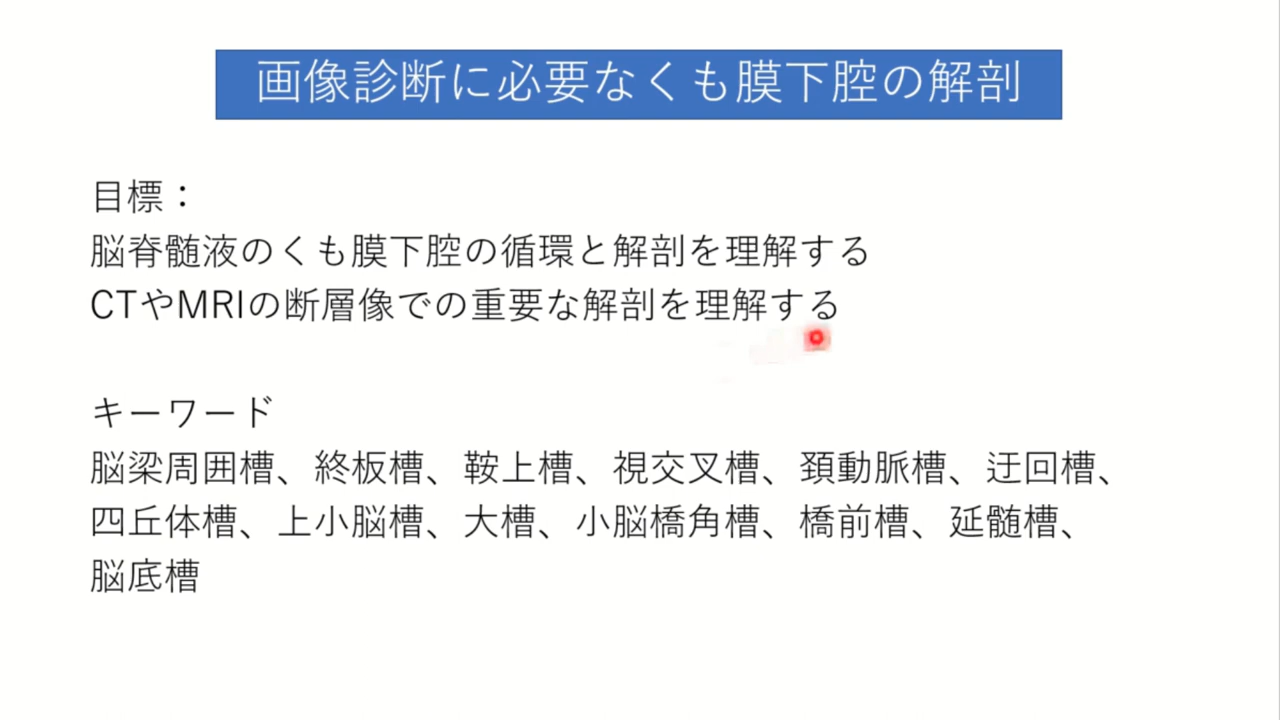 画像診断に必要なくも膜下腔の解剖
目標：
脳脊髄液のくも膜下腔の循環と解剖を理解する
CTやMRIの断層像での重要な解剖を理解する
キーワード
脳梁周囲槽、終板槽、鞍上槽、視交叉槽、頚動脈槽、迂回槽、
四丘体槽、上小脳槽、大槽、小脳橋角槽、橋前槽、延髄槽、
脳底槽